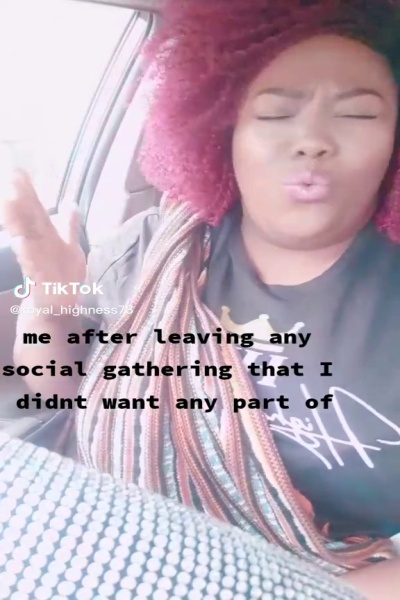 TikTok
me after leaving any
social gathering that I
didnt want any part of